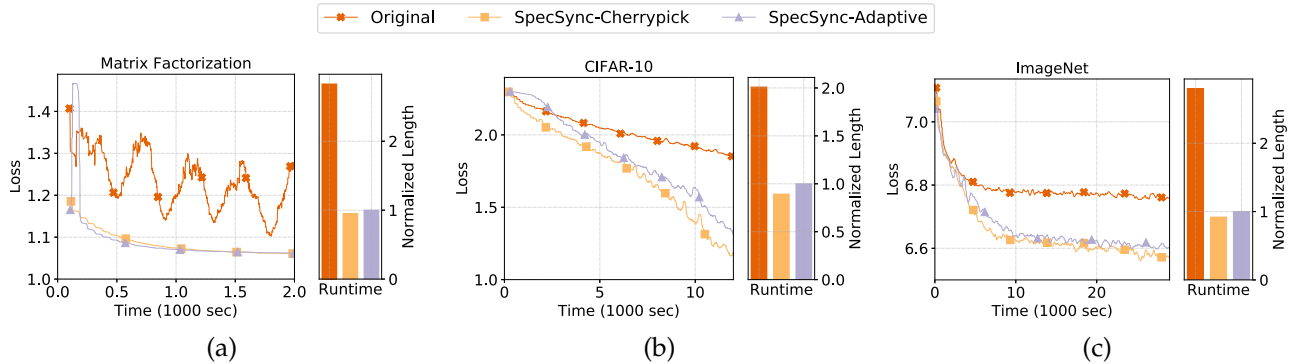 Original SpecSync-Cherrypick SpecSync-Adaptive
Matrix Factorization
Loss
1.4
1.3
1.2
1.1
1.0
0.0 0.5 1.0 1.5 2.0
Time (1000 sec)
Normalized Length
2
1
0
Runtime
(a)
CIFAR-10
Loss
2.0
1.5
1.0
0 5 10
Time (1000 sec)
Normalized Length
2.0
1.5
1.0
0.5
0.0
Runtime
(b)
ImageNet
Loss
7.0
6.8
6.6
0 10 20
Time (1000 sec)
Normalized Length
2
1
0
Runtime
(c)